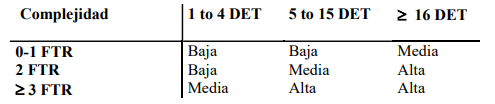 Complejidad 1 to 4 DET 5 to 15 DET ≥ 16 DET
0-1 FTR Baja Baja Media
2 FTR Baja Media Alta
≥ 3 FTR Media Alta Alta